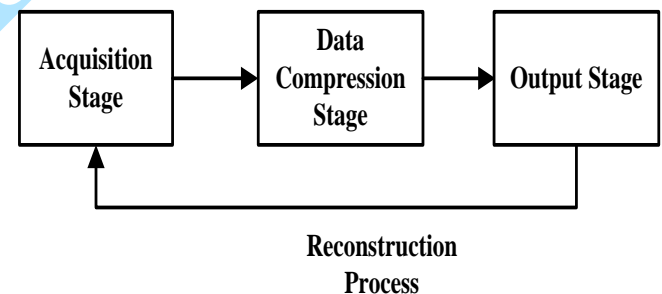 Acquisition
Stage
Data
Compression
Stage
Output Stage
Reconstruction
Process